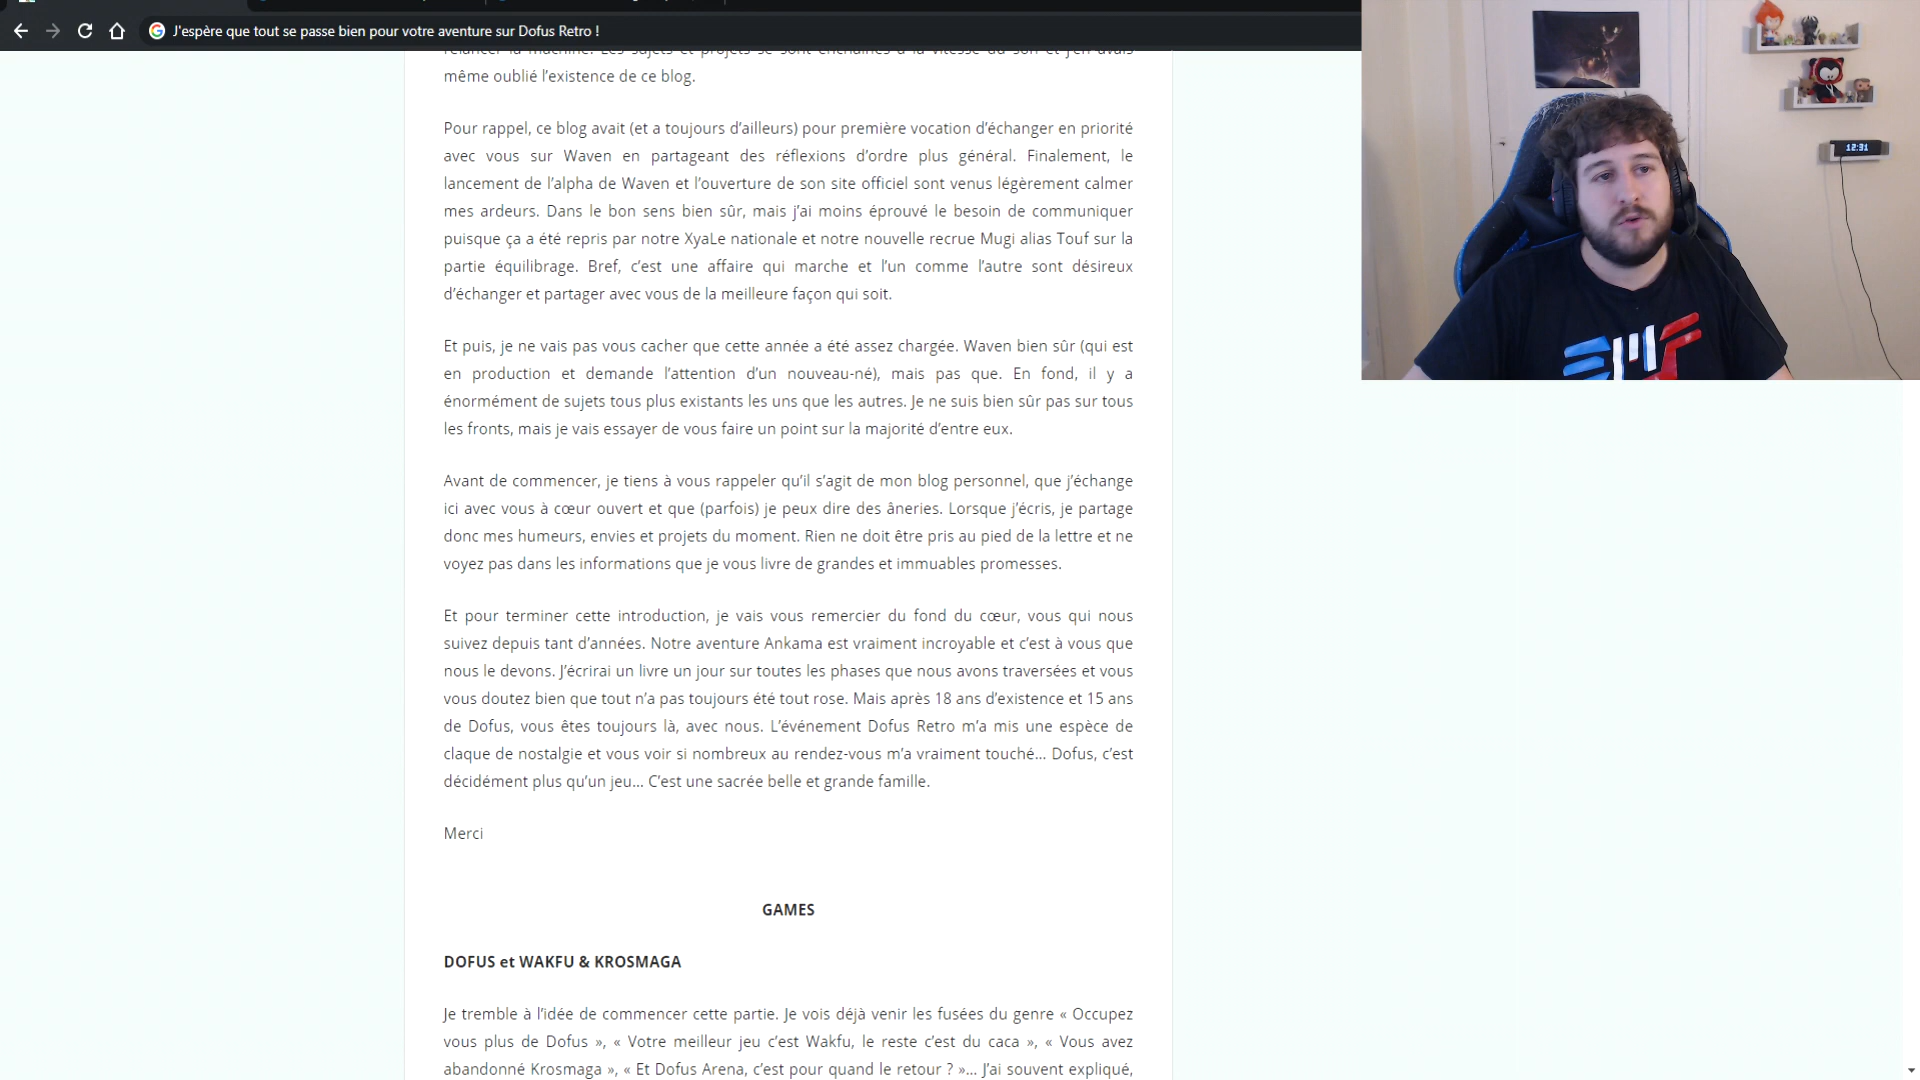 J'espère que tout se passe bien pour votre aventure sur Dofus Retro !
relancer la machine. Les sujets et projets se sont enchaînés à la vitesse du son et j'en avais
même oublié l'existence de ce blog.
Pour rappel, ce blog avait (et a toujours d'ailleurs) pour première vocation d'échanger en priorité
avec vous sur Waven en partageant des réflexions d'ordre plus général. Finalement, le
lancement de l'alpha de Waven et l'ouverture de son site officiel sont venus légèrement calmer
mes ardeurs. Dans le bon sens bien sûr, mais j'ai moins éprouvé le besoin de communiquer
puisque ça a été repris par notre XyaLe nationale et notre nouvelle recrue Mugi alias Touf sur la
partie équilibrage. Bref, c'est une affaire qui marche et l'un comme l'autre sont désireux
d'échanger et partager avec vous de la meilleure façon qui soit.
Et puis, je ne vais pas vous cacher que cette année a été assez chargée. Waven bien sûr (qui est
en production et demande l'attention d'un nouveau-né), mais pas que. En fond, il y a
énormément de sujets tous plus existants les uns que les autres. Je ne suis bien sûr pas sur tous
les fronts, mais je vais essayer de vous faire un point sur la majorité d'entre eux.
Avant de commencer, je tiens à vous rappeler qu'il s'agit de mon blog personnel, que j'échange
ici avec vous à cœur ouvert et que (parfois) je peux dire des âneries. Lorsque j'écris, je partage
donc mes humeurs, envies et projets du moment. Rien ne doit être pris au pied de la lettre et ne
voyez pas dans les informations que je vous livre de grandes et immuables promesses.
Et pour terminer cette introduction, je vais vous remercier du fond du cœur, vous qui nous
suivez depuis tant d'années. Notre aventure Ankama est vraiment incroyable et c'est à vous que
nous le devons. J'écrirai un livre un jour sur toutes les phases que nous avons traversées et vous
vous doutez bien que tout n'a pas toujours été tout rose. Mais après 18 ans d'existence et 15 ans
de Dofus, vous êtes toujours là, avec nous. L'événement Dofus Retro m'a mis une espèce de
claque de nostalgie et vous voir si nombreux au rendez-vous m'a vraiment touché... Dofus, c'est
décidément plus qu'un jeu... C'est une sacrée belle et grande famille.
Merci
GAMES
DOFUS et WAKFU & KROSMAGA
Je tremble à l'idée de commencer cette partie. Je vois déjà venir les fusées du genre « Occupez
vous plus de Dofus », « Votre meilleur jeu c'est Wakfu, le reste c'est du caca », « Vous avez
abandonné Krosmaga », « Et Dofus Arena, c'est pour quand le retour ? »... J'ai souvent expliqué,
12:31